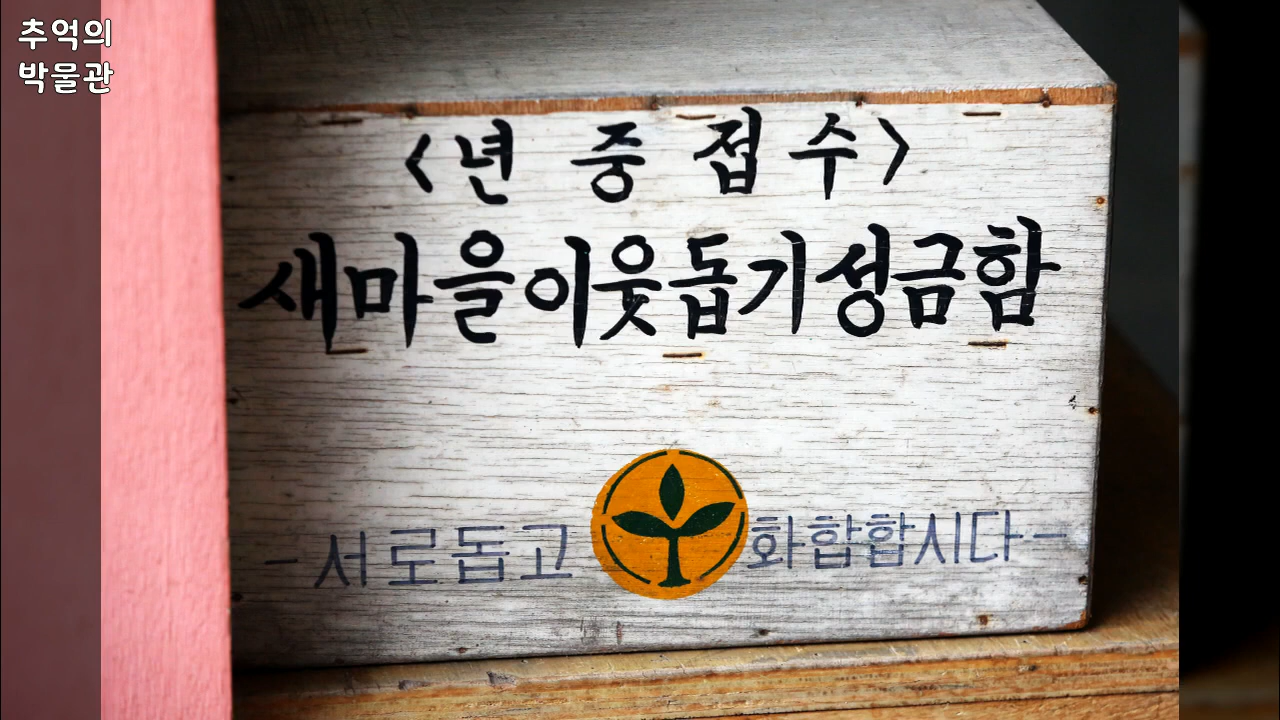 추억의
박물관
<년 중 접 수>
새마을이웃돕기성금함
-서로돕고 화합합시다-